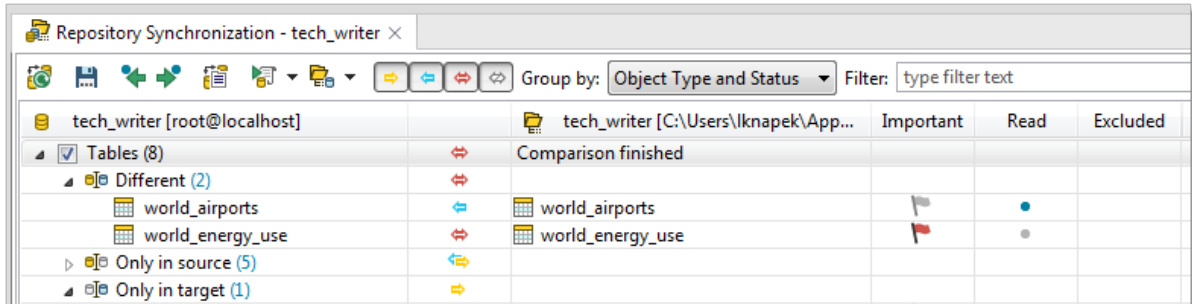 Repository Synchronization - tech_writer
Group by: Object Type and Status Filter: type filter text
tech_writer [root@localhost] tech_writer [C:\Users\lknapek\App... Important Read Excluded
Tables (8) Comparison finished
Different (2)
world_airports world_airports
world_energy_use world_energy_use
Only in source (5)
Only in target (1)